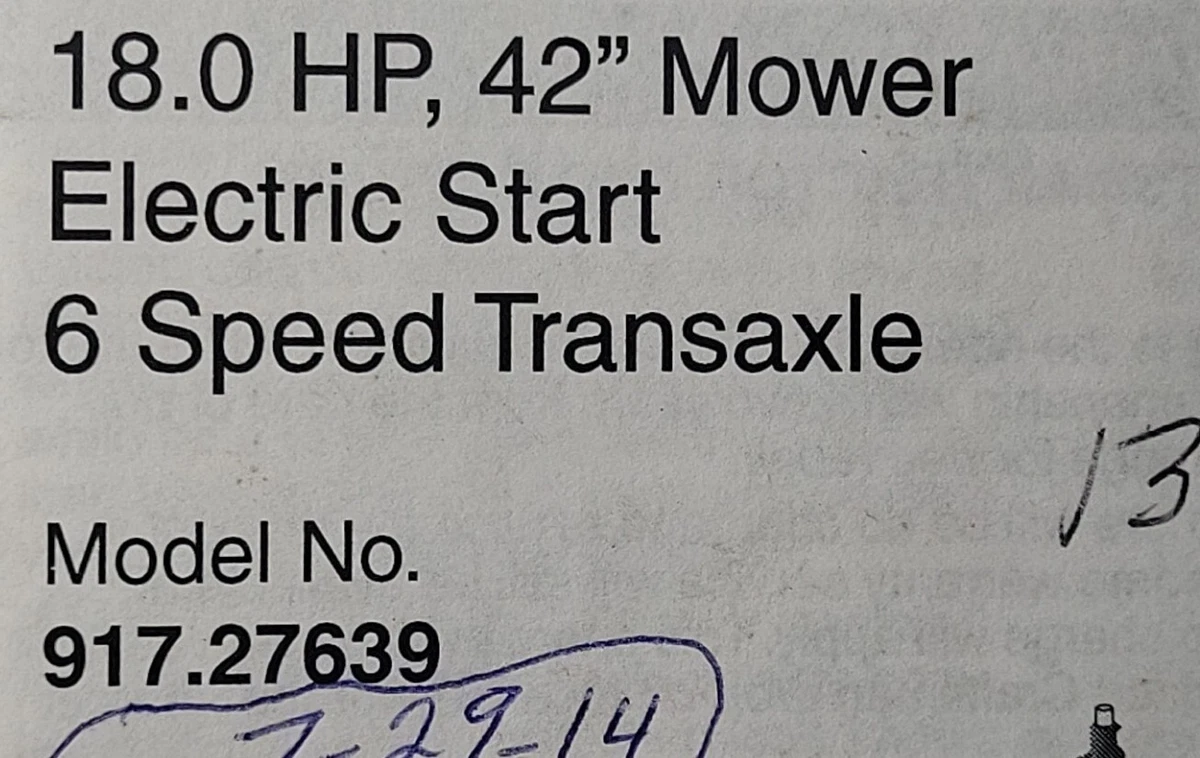 18.0 HP, 42” Mower
Electric Start
6 Speed Transaxle
13
Model No.
917.27639
7-29-14